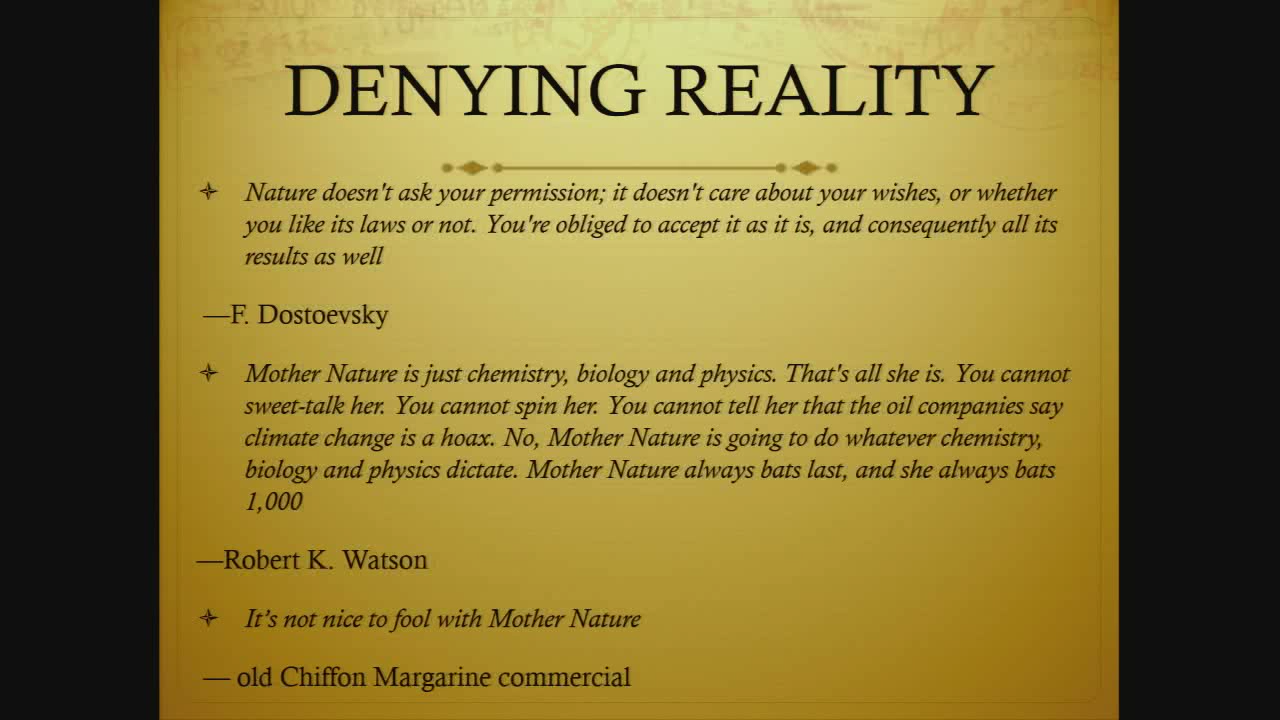 DENYING REALITY
Nature doesn't ask your permission; it doesn't care about your wishes, or whether
you like its laws or not. You're obliged to accept it as it is, and consequently all its
results as well
—F. Dostoevsky
Mother Nature is just chemistry, biology and physics. That's all she is. You cannot
sweet-talk her. You cannot spin her. You cannot tell her that the oil companies say
climate change is a hoax. No, Mother Nature is going to do whatever chemistry,
biology and physics dictate. Mother Nature always bats last, and she always bats
1,000
—Robert K. Watson
It’s not nice to fool with Mother Nature
— old Chiffon Margarine commercial